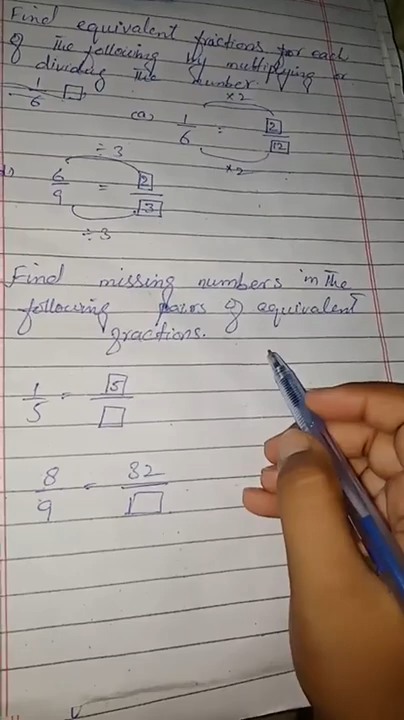 Find equivalent fractions for each
of the following by multiplying or
dividing the number.
1/6
(a) 1/6 = 2/12
×2
×2
÷3
6/9 = 2/3
÷3
Find missing numbers in the
following pairs of equivalent
fractions.
1/5 = 5/□
8/9 = 32/□